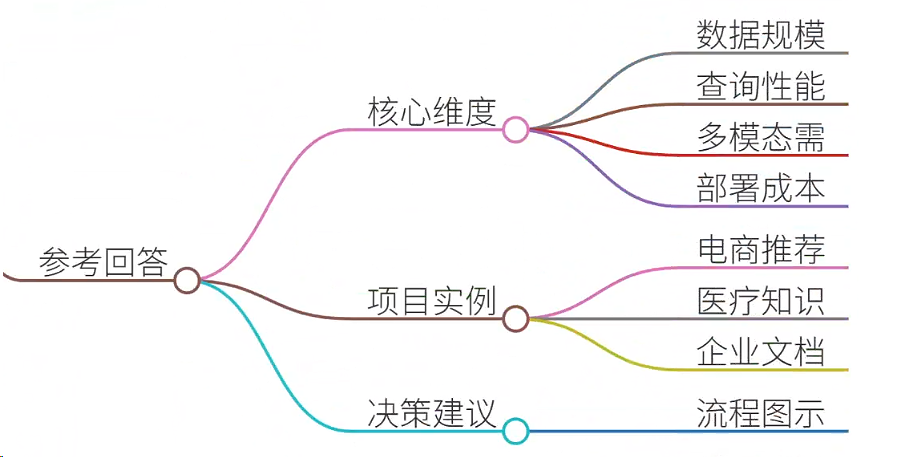 参考回答
核心维度
数据规模
查询性能
多模态需
部署成本
项目实例
电商推荐
医疗知识
企业文档
决策建议
流程图示